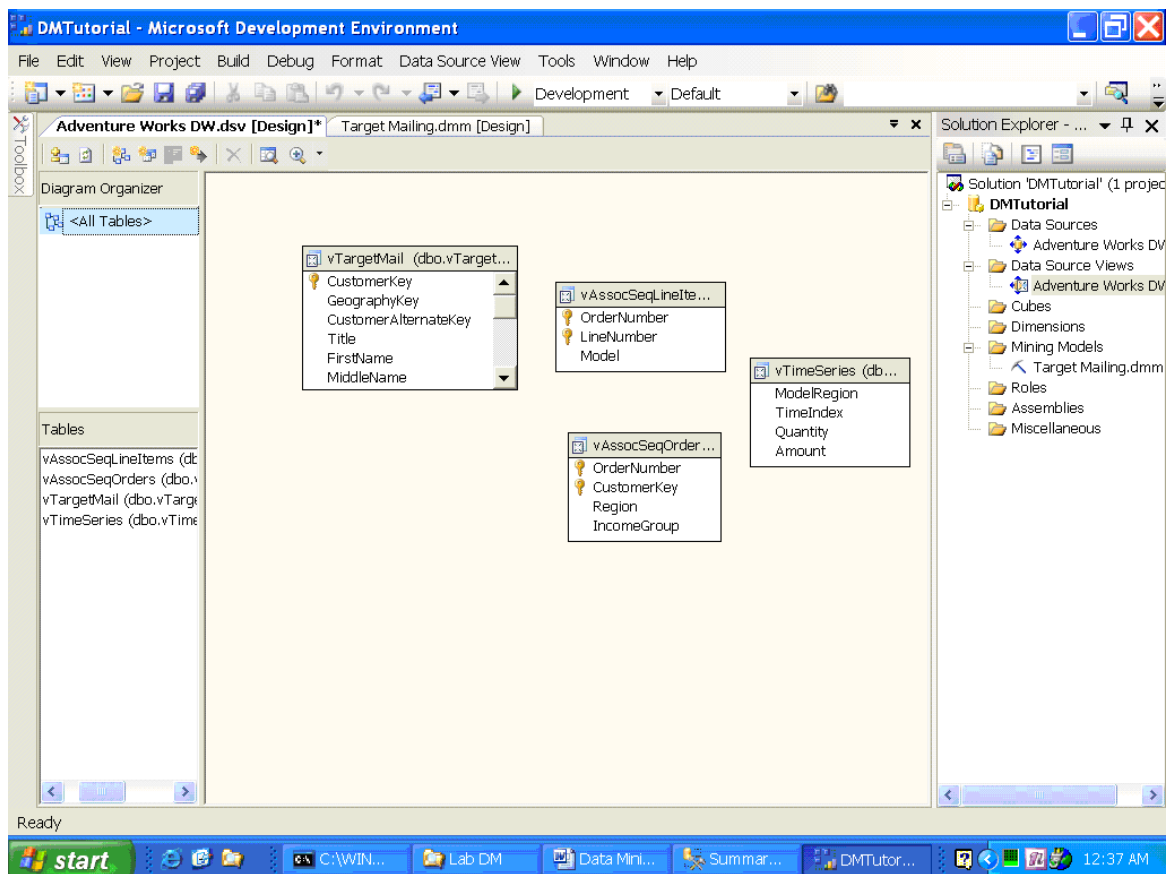 DMTutorial - Microsoft Development Environment
File Edit View Project Build Debug Format Data Source View Tools Window Help
Development Default
Toolbox
Adventure Works DW.dsv [Design]* Target Mailing.dmm [Design]
Solution Explorer - ...
Diagram Organizer
<All Tables>
Tables
vAssocSeqLineItems (db
vAssocSeqOrders (dbo.v
vTargetMail (dbo.vTarge
vTimeSeries (dbo.vTime
vTargetMail (dbo.vTarget...
CustomerKey
GeographyKey
CustomerAlternateKey
Title
FirstName
MiddleName
vAssocSeqLineIte...
OrderNumber
LineNumber
Model
vTimeSeries (db...
ModelRegion
TimeIndex
Quantity
Amount
vAssocSeqOrder...
OrderNumber
CustomerKey
Region
IncomeGroup
Solution 'DMTutorial' (1 projec
DMTutorial
Data Sources
Adventure Works DW
Data Source Views
Adventure Works DW
Cubes
Dimensions
Mining Models
Target Mailing.dmm
Roles
Assemblies
Miscellaneous
Ready
start C:\WIN... Lab DM Data Mini... Summar... DMTutor... 12:37 AM